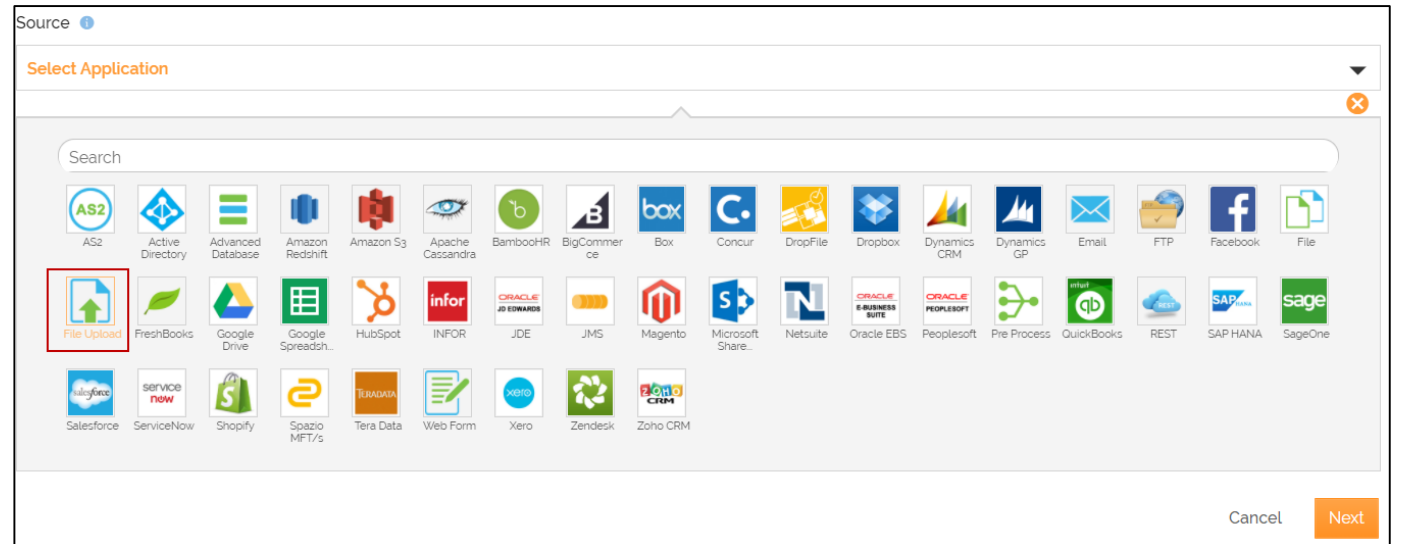 Source
Select Application
Search
AS2
box
C.
AS2
Active
Directory
Advanced
Database
Amazon
Redshift
Amazon S3
Apache
Cassandra
BambooHR
BigCommer
ce
Box
Concur
DropFile
Dropbox
Dynamics
CRM
Dynamics
GP
Email
FTP
Facebook
File
infor
ORACLE
JD EDWARDS
ORACLE
E-BUSINESS
SUITE
ORACLE
PEOPLESOFT
intuit
qb
REST
SAP HANA
sage
File Upload
FreshBooks
Google
Drive
Google
Spreadsh...
HubSpot
INFOR
JDE
JMS
Magento
Microsoft
Share...
Netsuite
Oracle EBS
Peoplesoft
Pre Process
QuickBooks
REST
SAP HANA
SageOne
salesforce
service
now
TERADATA
xero
ZOHO
CRM
Salesforce
ServiceNow
Shopify
Spazio
MFT/s
Tera Data
Web Form
Xero
Zendesk
Zoho CRM
Cancel
Next